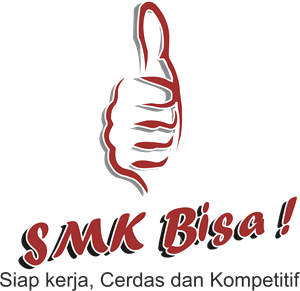 SMK Bisa !
Siap kerja, Cerdas dan Kompetitif